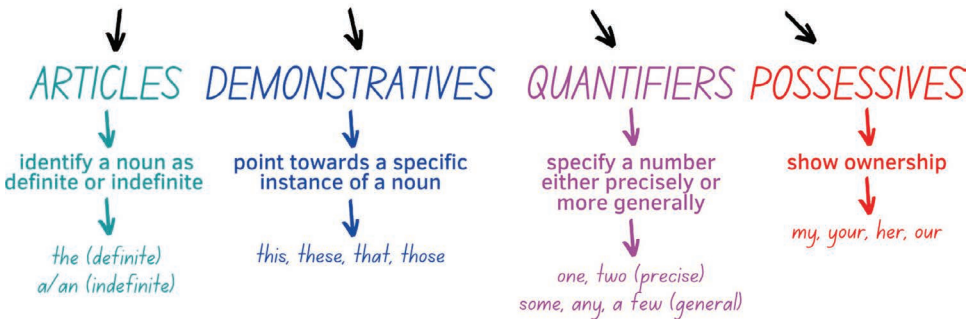 ARTICLES
identify a noun as
definite or indefinite
the (definite)
a/an (indefinite)
DEMONSTRATIVES
point towards a specific
instance of a noun
this, these, that, those
QUANTIFIERS
specify a number
either precisely or
more generally
one, two (precise)
some, any, a few (general)
POSSESSIVES
show ownership
my, your, her, our